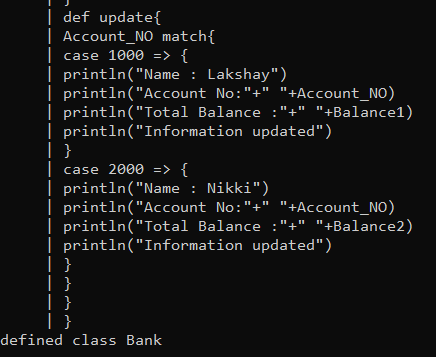 | }
| def update{
| Account_NO match{
| case 1000 => {
| println("Name : Lakshay")
| println("Account No:"+" "+Account_NO)
| println("Total Balance :"+" "+Balance1)
| println("Information updated")
| }
| case 2000 => {
| println("Name : Nikki")
| println("Account No:"+" "+Account_NO)
| println("Total Balance :"+" "+Balance2)
| println("Information updated")
| }
| }
| }
| }
defined class Bank